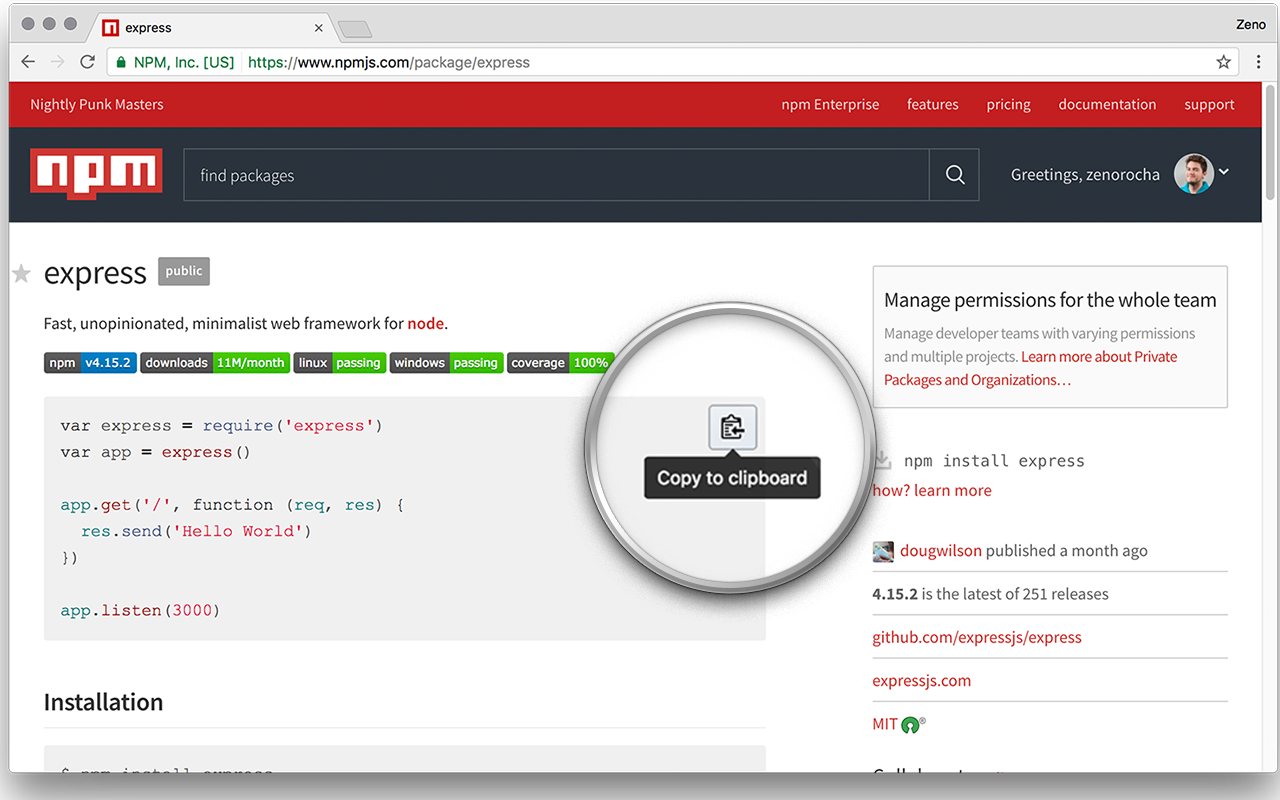 express
Zeno
NPM, Inc. [US]
https://www.npmjs.com/package/express
Nightly Punk Masters
npm Enterprise
features
pricing
documentation
support
npm
find packages
Greetings, zenorocha
express
public
Fast, unopinionated, minimalist web framework for node.
npm v4.15.2
downloads 11M/month
linux passing
windows passing
coverage 100%
var express = require('express')
var app = express()
app.get('/', function (req, res) {
res.send('Hello World')
})
app.listen(3000)
Copy to clipboard
Installation
$ npm install express
Manage permissions for the whole team
Manage developer teams with varying permissions
and multiple projects. Learn more about Private
Packages and Organizations…
npm install express
how? learn more
dougwilson published a month ago
4.15.2 is the latest of 251 releases
github.com/expressjs/express
expressjs.com
MIT